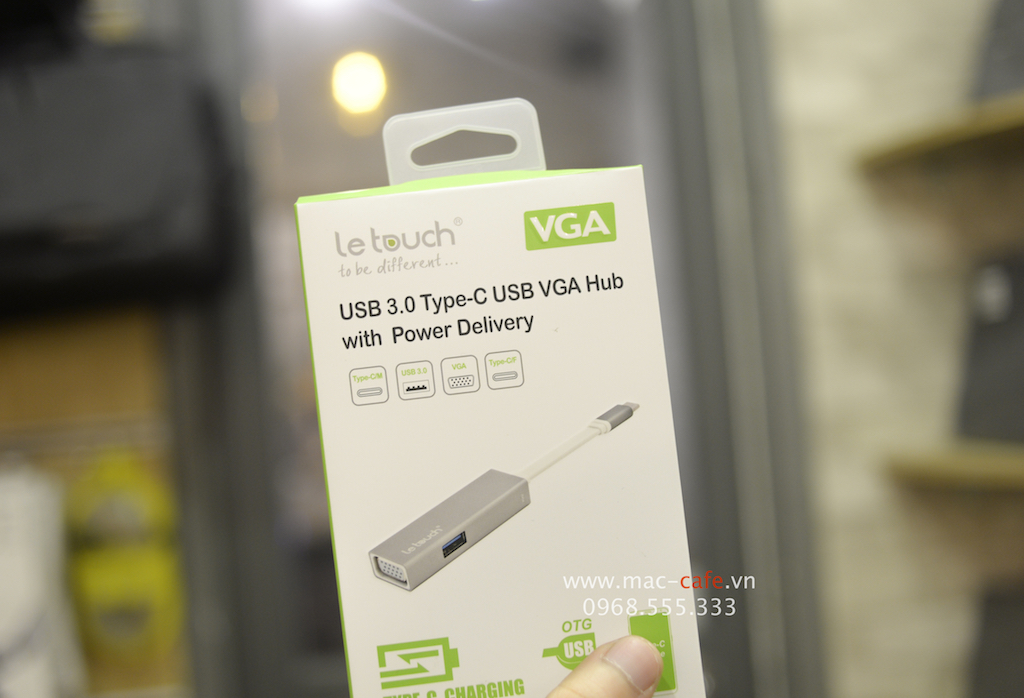 le touch®
to be different...
VGA
USB 3.0 Type-C USB VGA Hub
with Power Delivery
Type-C/M
USB 3.0
VGA
Type-C/F
le touch
www.mac-cafe.vn
0968.555.333
OTG
USB
TYPE-C CHARGING